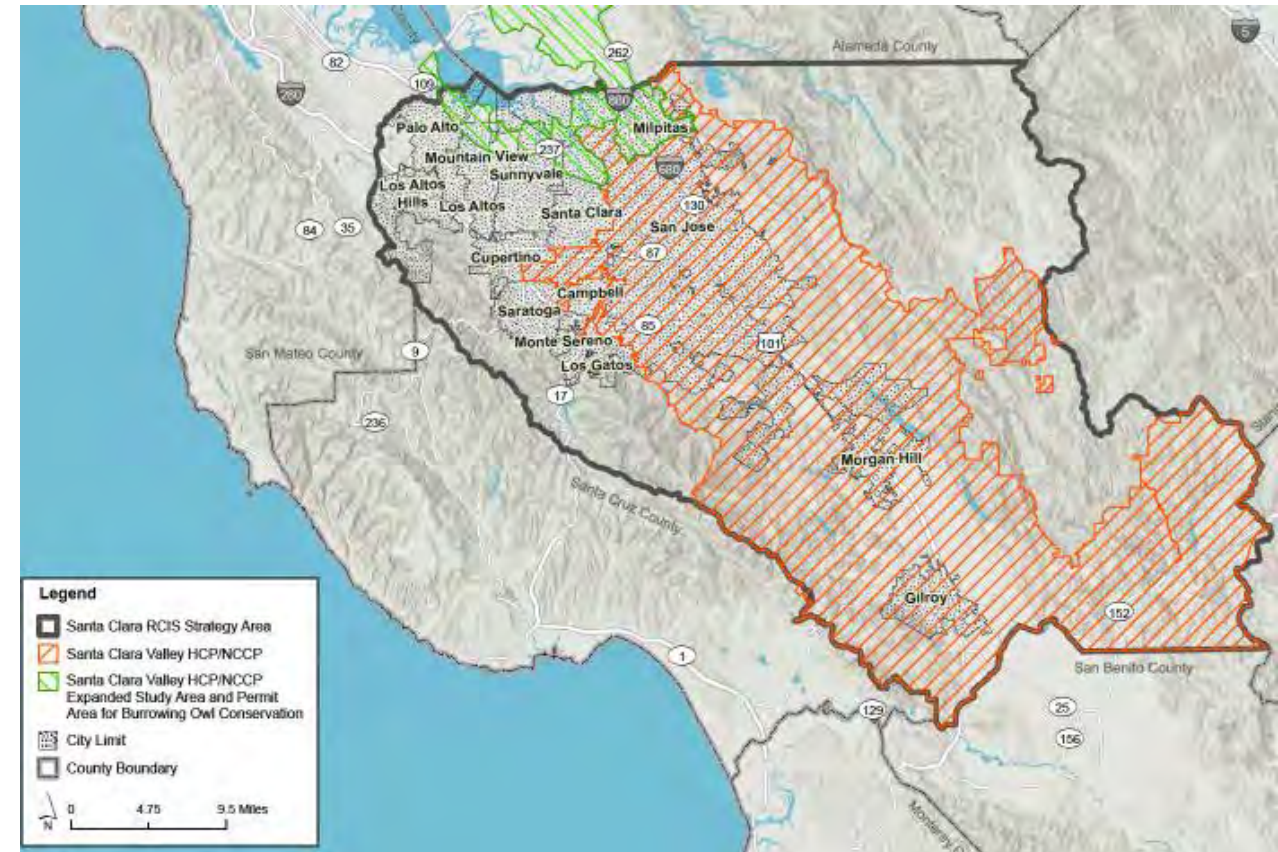 County
5
262
Alameda County
82
280
109
880
Palo Alto
Milpitas
Mountain View
237
Sunnyvale
680
Los Altos
Hills
Los Altos
130
Santa Clara
San Jose
84
35
87
Cupertino
Campbell
Saratoga
85
Monte Sereno
101
San Mateo County
9
Los Gatos
17
236
Morgan Hill
Santa Cruz County
Gilroy
152
1
San Benito County
129
25
156
Legend
Santa Clara RCIS Strategy Area
Santa Clara Valley HCP/NCCP
Santa Clara Valley HCP/NCCP
Expanded Study Area and Permit
Area for Burrowing Owl Conservation
City Limit
County Boundary
N
0 4.75 9.5 Miles
Monterey